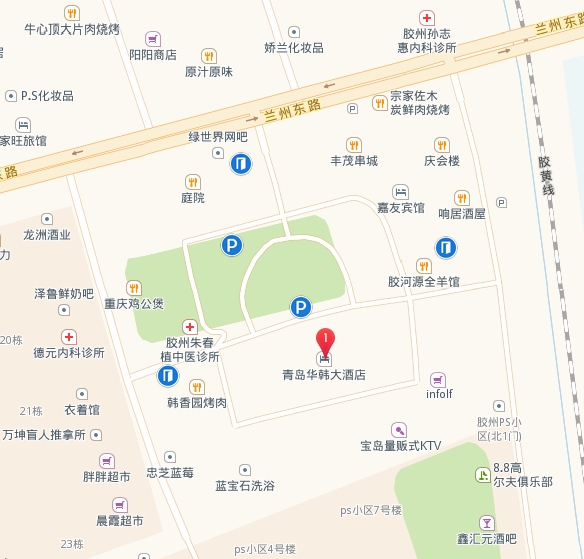 牛心顶大片肉烧烤
阳阳商店
原汁原味
娇兰化妆品
胶州孙志
惠内科诊所
兰州东路
P.S化妆品
家旺旅馆
绿世界网吧
兰州东路
P
宗家佐木
炭鲜肉烧烤
东路
丰茂串城
庆会楼
胶黄线
庭院
嘉友宾馆
响居酒屋
P
龙洲酒业
力
P
胶河源全羊馆
泽鲁鲜奶吧
重庆鸡公煲
P
20栋
德元内科诊所
胶州朱春
植中医诊所
1
青岛华韩大酒店
韩香园烤肉
infolf
21栋
衣着馆
胶州PS小
区(北1门)
万坤盲人推拿所
宝岛量贩式KTV
胖胖超市
忠芝蓝莓
蓝宝石洗浴
8.8高
尔夫俱乐部
晨霞超市
ps小区7号楼
鑫汇元酒吧
23栋
ps小区4号楼